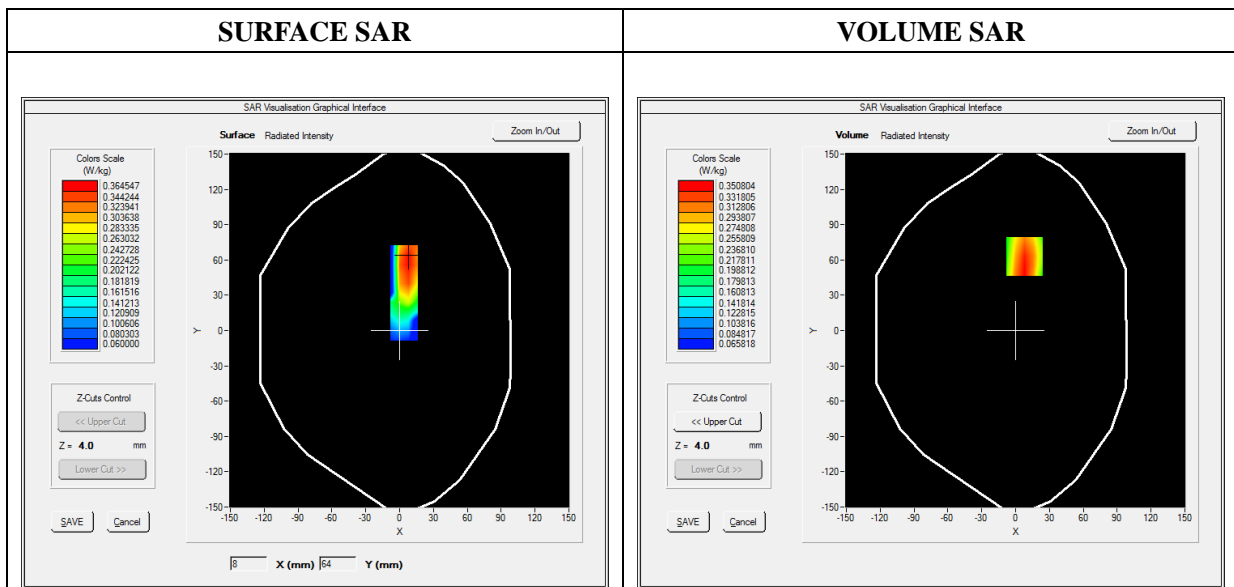 SURFACE SAR
VOLUME SAR
SAR Visualisation Graphical Interface
Surface Radiated Intensity
Zoom In/Out
Colors Scale
(W/kg)
0.364547
0.344244
0.323941
0.303638
0.283335
0.263032
0.242728
0.222425
0.202122
0.181819
0.161516
0.141213
0.120909
0.100606
0.080303
0.060000
Z-Cuts Control
<< Upper Cut
Z = 4.0 mm
Lower Cut >>
SAVE Cancel
150
120
90
60
30
0
-30
-60
-90
-120
-150
Y
-150 -120 -90 -60 -30 0 30 60 90 120 150
X
8 X (mm) 64 Y (mm)
SAR Visualisation Graphical Interface
Volume Radiated Intensity
Zoom In/Out
Colors Scale
(W/kg)
0.350804
0.331805
0.312806
0.293807
0.274808
0.255809
0.236810
0.217811
0.198812
0.179813
0.160813
0.141814
0.122815
0.103816
0.084817
0.065818
Z-Cuts Control
<< Upper Cut
Z = 4.0 mm
Lower Cut >>
SAVE Cancel
150
120
90
60
30
0
-30
-60
-90
-120
-150
Y
-150 -120 -90 -60 -30 0 30 60 90 120 150
X